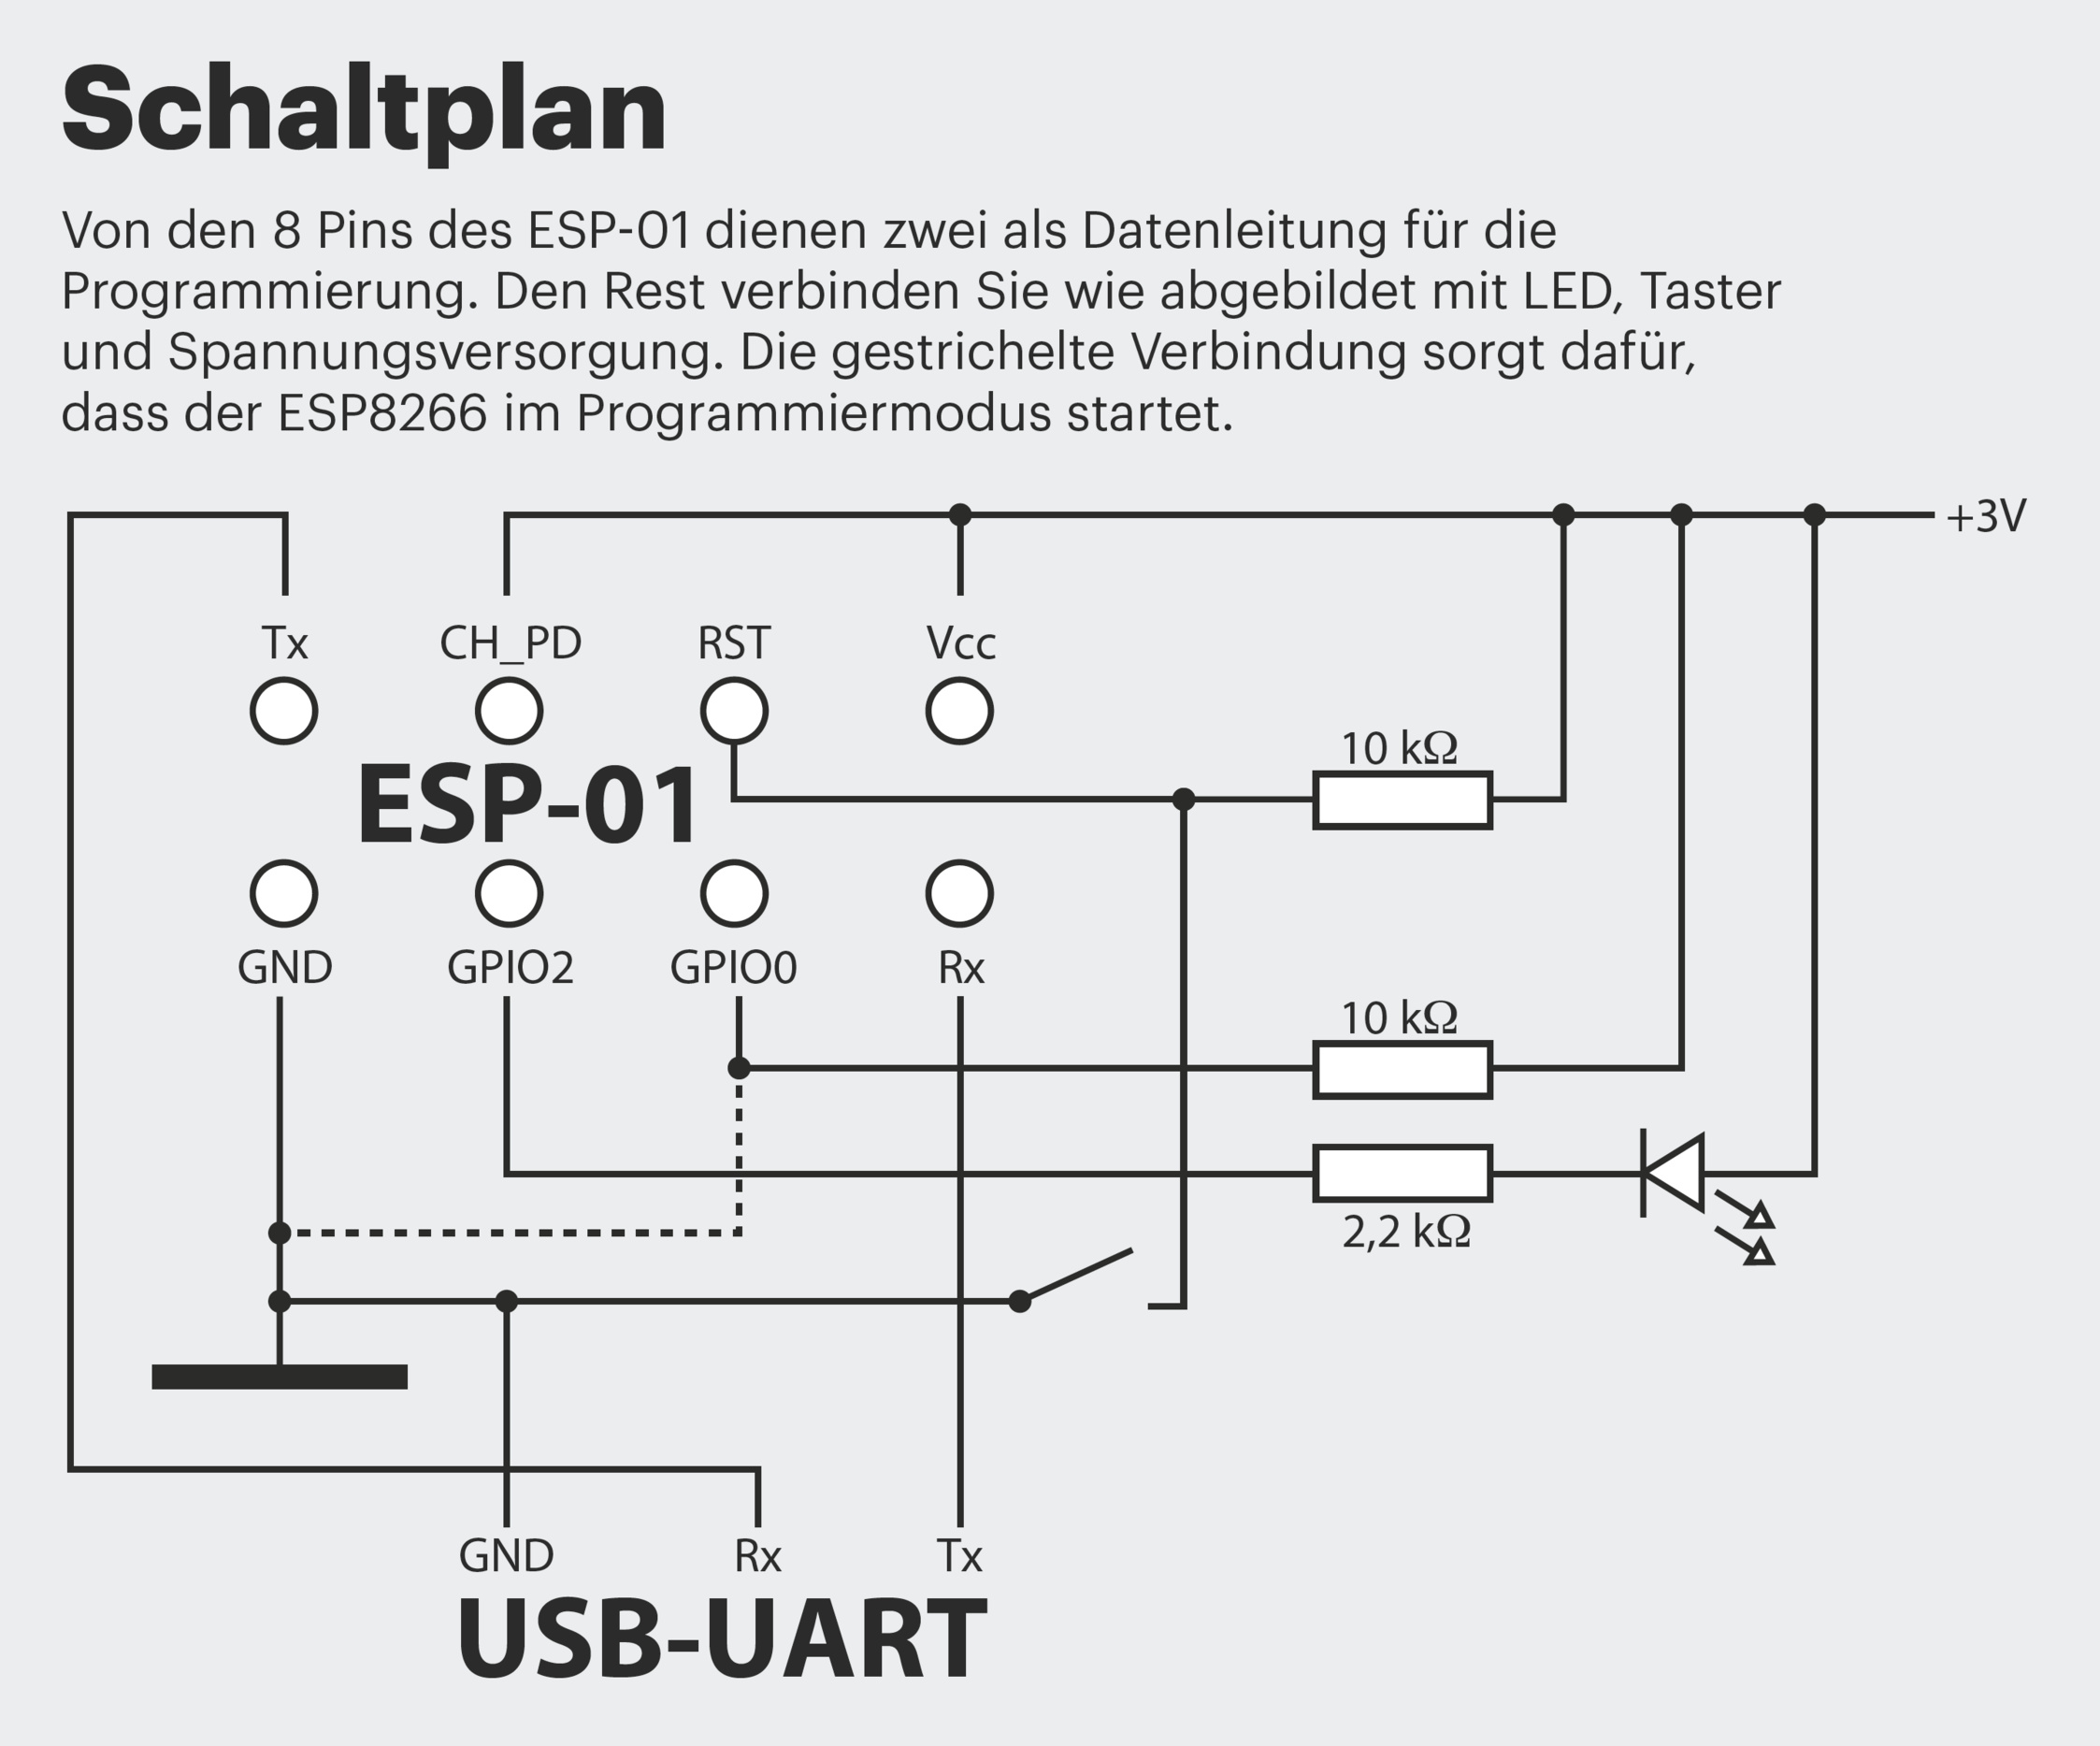 Schaltplan
Von den 8 Pins des ESP-01 dienen zwei als Datenleitung für die
Programmierung. Den Rest verbinden Sie wie abgebildet mit LED, Taster
und Spannungsversorgung. Die gestrichelte Verbindung sorgt dafür,
dass der ESP8266 im Programmiermodus startet.
+3V
Tx CH_PD RST Vcc
10 kΩ
ESP-01
GND GPIO2 GPIO0 Rx
10 kΩ
2,2 kΩ
GND Rx Tx
USB-UART